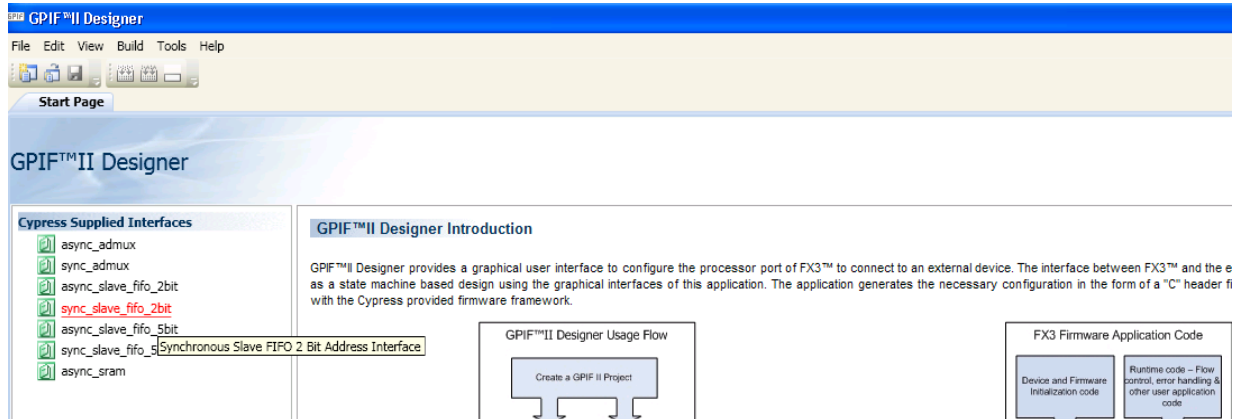 GPIF GPIF™II Designer
File Edit View Build Tools Help
Start Page
GPIF™II Designer
Cypress Supplied Interfaces
async_admux
sync_admux
async_slave_fifo_2bit
sync_slave_fifo_2bit
async_slave_fifo_5bit
sync_slave_fifo_5
Synchronous Slave FIFO 2 Bit Address Interface
async_sram
GPIF™II Designer Introduction
GPIF™II Designer provides a graphical user interface to configure the processor port of FX3™ to connect to an external device. The interface between FX3™ and the e
as a state machine based design using the graphical interfaces of this application. The application generates the necessary configuration in the form of a "C" header fi
with the Cypress provided firmware framework.
GPIF™II Designer Usage Flow
Create a GPIF II Project
FX3 Firmware Application Code
Device and Firmware
Initialization code
Runtime code – Flow
control, error handling &
other user application
code